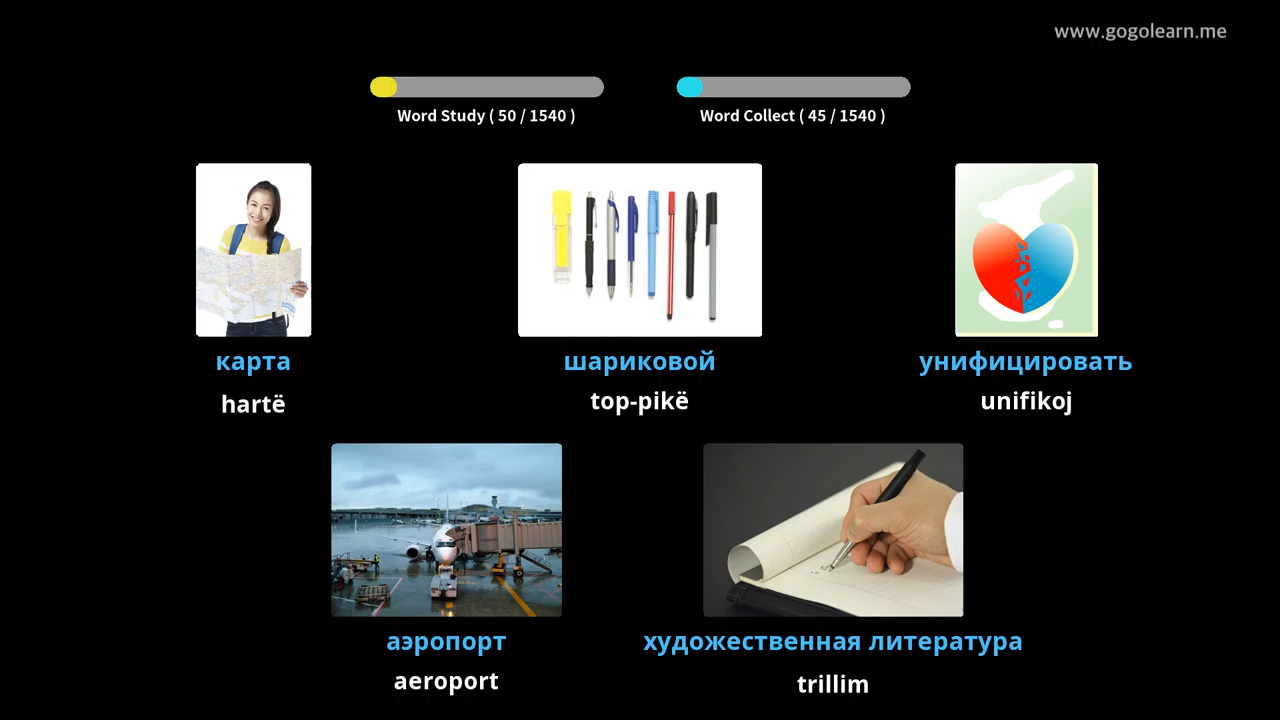 www.gogolearn.me
Word Study ( 50 / 1540 )
Word Collect ( 45 / 1540 )
карта
hartë
шариковой
top-pikë
унифицировать
unifikoj
аэропорт
aeroport
художественная литература
trillim